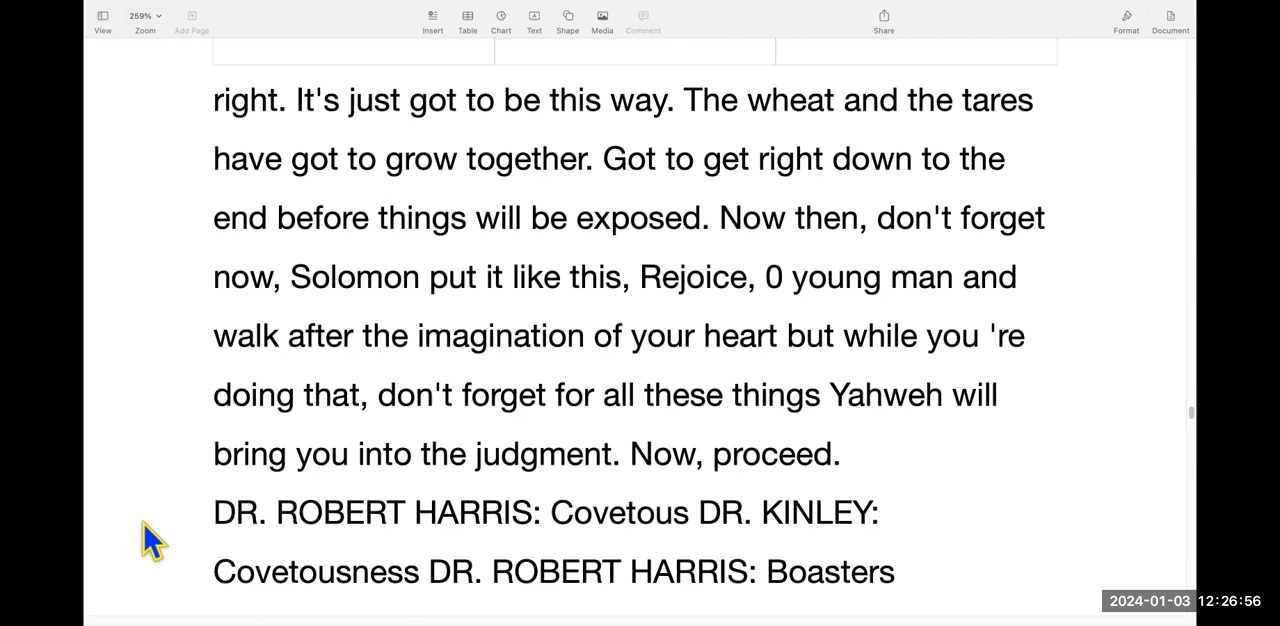 259%
View Zoom Add Page Insert Table Chart Text Shape Media Comment Share Format Document
right. It's just got to be this way. The wheat and the tares
have got to grow together. Got to get right down to the
end before things will be exposed. Now then, don't forget
now, Solomon put it like this, Rejoice, 0 young man and
walk after the imagination of your heart but while you 're
doing that, don't forget for all these things Yahweh will
bring you into the judgment. Now, proceed.
DR. ROBERT HARRIS: Covetous DR. KINLEY:
Covetousness DR. ROBERT HARRIS: Boasters
2024-01-03 12:26:56